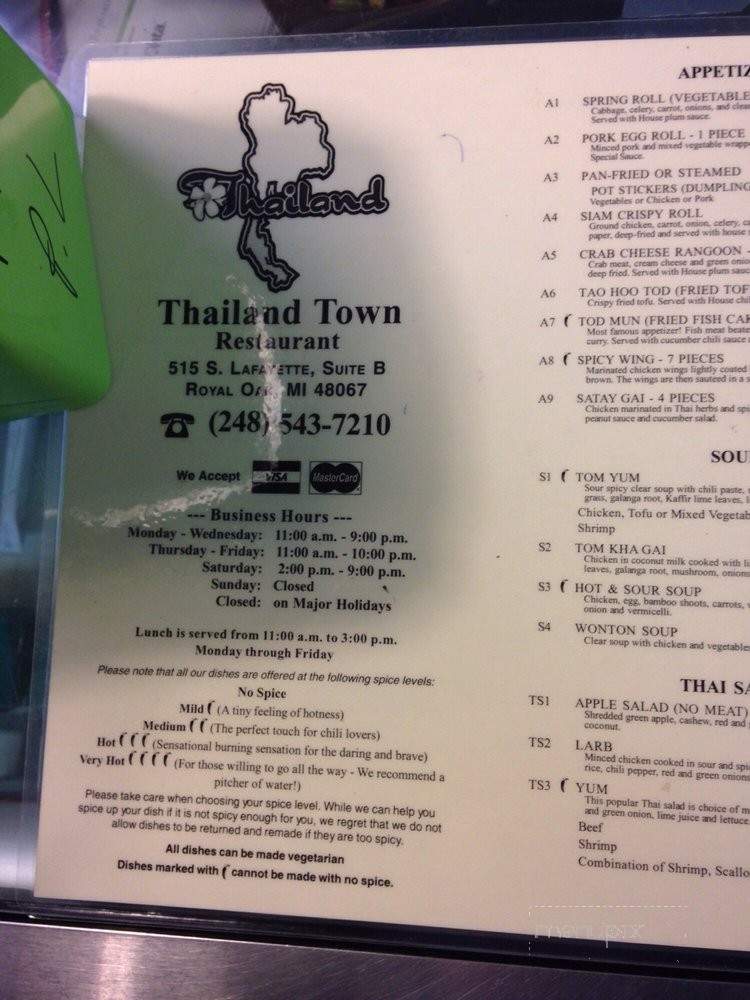 Thailand
Thailand Town
Restaurant
515 S. Lafayette, Suite B
Royal Oak, MI 48067
(248) 543-7210
We Accept VISA MasterCard
--- Business Hours ---
Monday - Wednesday: 11:00 a.m. - 9:00 p.m.
Thursday - Friday: 11:00 a.m. - 10:00 p.m.
Saturday: 2:00 p.m. - 9:00 p.m.
Sunday: Closed
Closed: on Major Holidays
Lunch is served from 11:00 a.m. to 3:00 p.m.
Monday through Friday
Please note that all our dishes are offered at the following spice levels:
No Spice
Mild (A tiny feeling of hotness)
Medium (The perfect touch for chili lovers)
Hot (Sensational burning sensation for the daring and brave)
Very Hot (For those willing to go all the way - We recommend a
pitcher of water!)
Please take care when choosing your spice level. While we can help you
spice up your dish if it is not spicy enough for you, we regret that we do not
allow dishes to be returned and remade if they are too spicy.
All dishes can be made vegetarian
Dishes marked with cannot be made with no spice.
APPETIZ
A1 SPRING ROLL (VEGETABLE
Cabbage, celery, carrot, onions, and clea
Served with House plum sauce.
A2 PORK EGG ROLL - 1 PIECE
Minced pork and mixed vegetable wrapp
Special Sauce.
A3 PAN-FRIED OR STEAMED
POT STICKERS (DUMPLING
Vegetables or Chicken or Pork
A4 SIAM CRISPY ROLL
Ground chicken, carrot, onion, celery, ca
paper, deep-fried and served with house
A5 CRAB CHEESE RANGOON -
Crab meat, cream cheese and green onio
deep fried. Served with House plum sauc
A6 TAO HOO TOD (FRIED TOF
Crispy fried tofu. Served with House chi
A7 TOD MUN (FRIED FISH CAK
Most famous appetizer! Fish meat beate
curry. Served with cucumber chili sauce
A8 SPICY WING - 7 PIECES
Marinated chicken wings lightly coated
brown. The wings are then sauteed in a
A9 SATAY GAI - 4 PIECES
Chicken marinated in Thai herbs and spi
peanut sauce and cucumber salad.
SOU
S1 TOM YUM
Sour spicy clear soup with chili paste,
grass, galanga root, Kaffir lime leaves, l
Chicken, Tofu or Mixed Vegetab
Shrimp
S2 TOM KHA GAI
Chicken in coconut milk cooked with li
leaves, galanga root, mushroom, onions
S3 HOT & SOUR SOUP
Chicken, egg, bamboo shoots, carrots,
onion and vermicelli.
S4 WONTON SOUP
Clear soup with chicken and vegetable
THAI SA
TS1 APPLE SALAD (NO MEAT)
Shredded green apple, cashew, red and
coconut.
TS2 LARB
Minced chicken cooked in sour and spi
rice, chili pepper, red and green onions
TS3 YUM
This popular Thai salad is choice of m
and green onion, lime juice and lettuce
Beef
Shrimp
Combination of Shrimp, Scallo
menupix